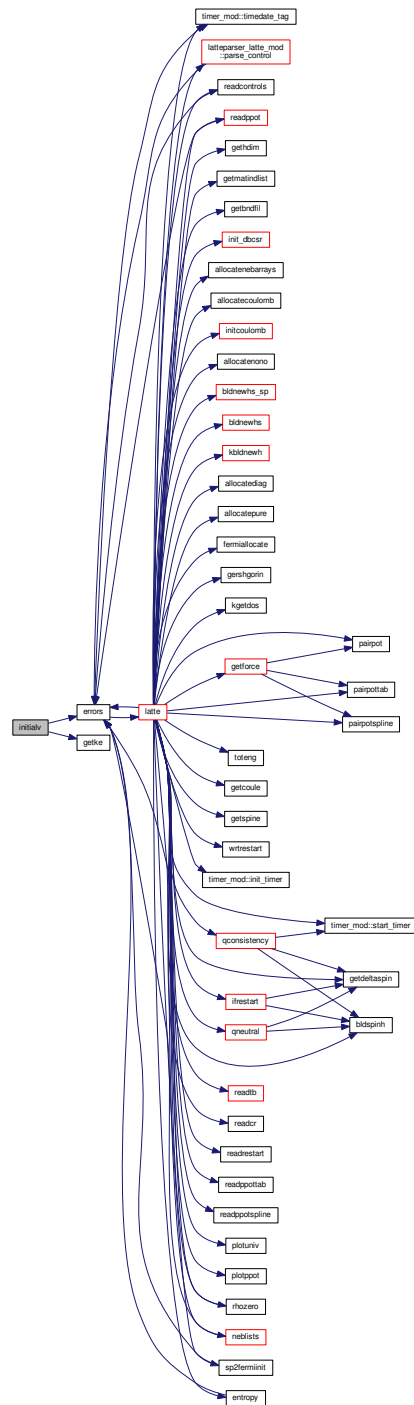 timer_mod::timedate_tag
latteparser_latte_mod
::parse_control
readcontrols
readppot
gethdim
getmatindlist
getbndfil
init_dbcsr
allocatenebarrays
allocatecoulomb
initcoulomb
allocatenono
bldnewhs_sp
bldnewhs
kbldnewh
allocatediag
allocatepure
fermiallocate
gershgorin
kgetdos
pairpot
getforce
pairpottab
latte
errors
pairpotspline
initialv
getke
toteng
getcoule
getspine
wrtrestart
timer_mod::init_timer
timer_mod::start_timer
qconsistency
getdeltaspin
ifrestart
bldspinh
qneutral
readtb
readcr
readrestart
readppottab
readppotspline
plotuniv
plotppot
rhozero
neblists
sp2fermiinit
entropy